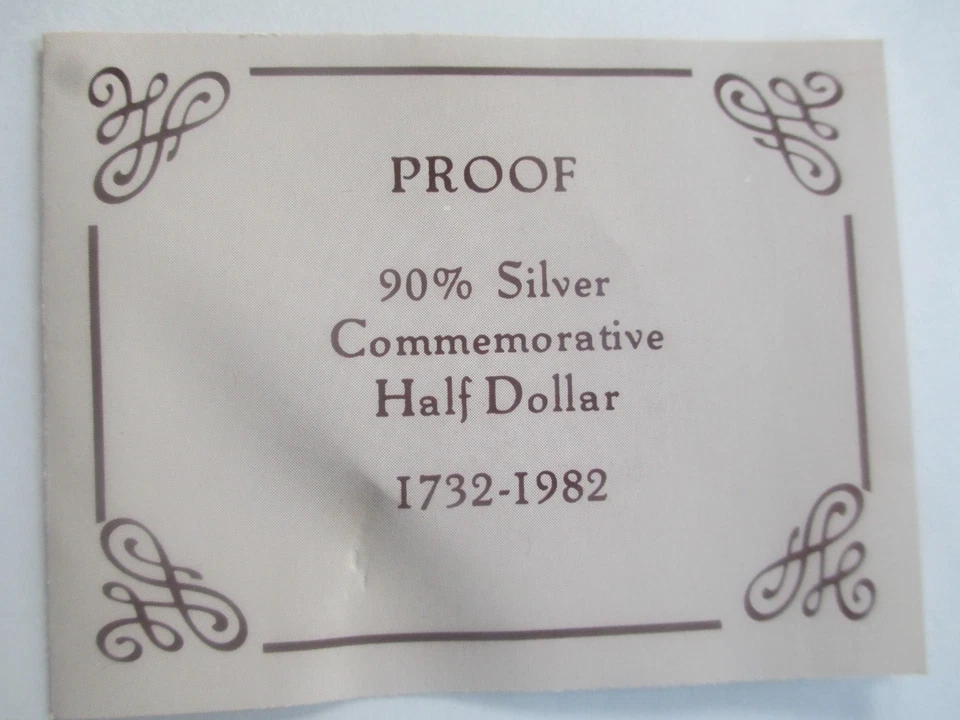 PROOF
90% Silver
Commemorative
Half Dollar
1732-1982